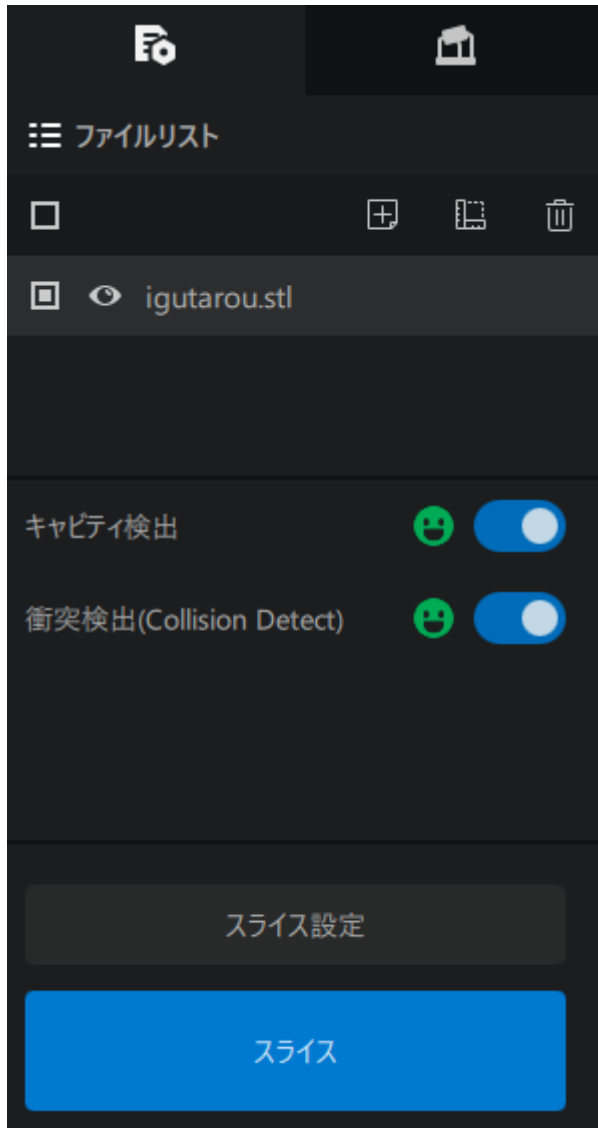 ファイルリスト
igutarou.stl
キャビティ検出
衝突検出(Collision Detect)
スライス設定
スライス